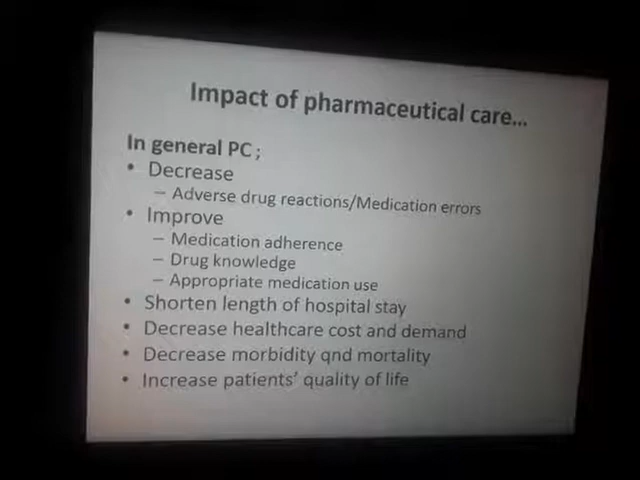 Impact of pharmaceutical care...
In general PC ;
• Decrease
– Adverse drug reactions/Medication errors
• Improve
– Medication adherence
– Drug knowledge
– Appropriate medication use
• Shorten length of hospital stay
• Decrease healthcare cost and demand
• Decrease morbidity qnd mortality
• Increase patients' quality of life